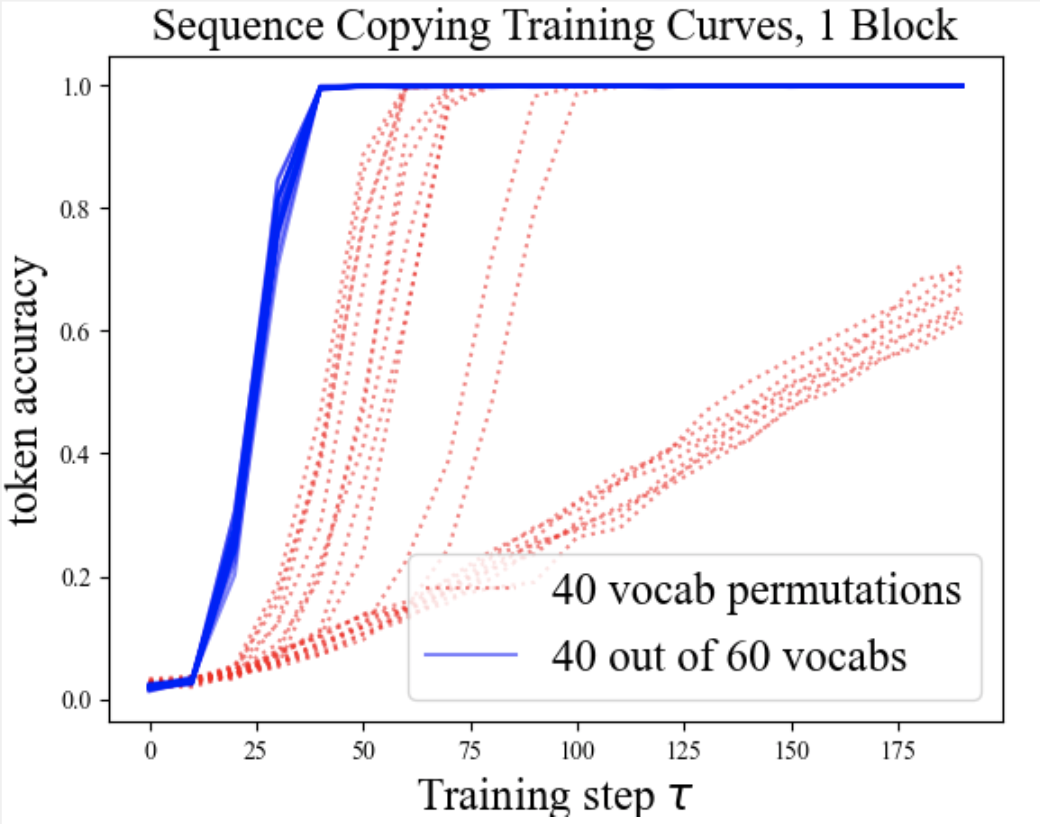 Sequence Copying Training Curves, 1 Block
token accuracy
1.0
0.8
0.6
0.4
0.2
0.0
40 vocab permutations
40 out of 60 vocabs
0 25 50 75 100 125 150 175
Training step τ